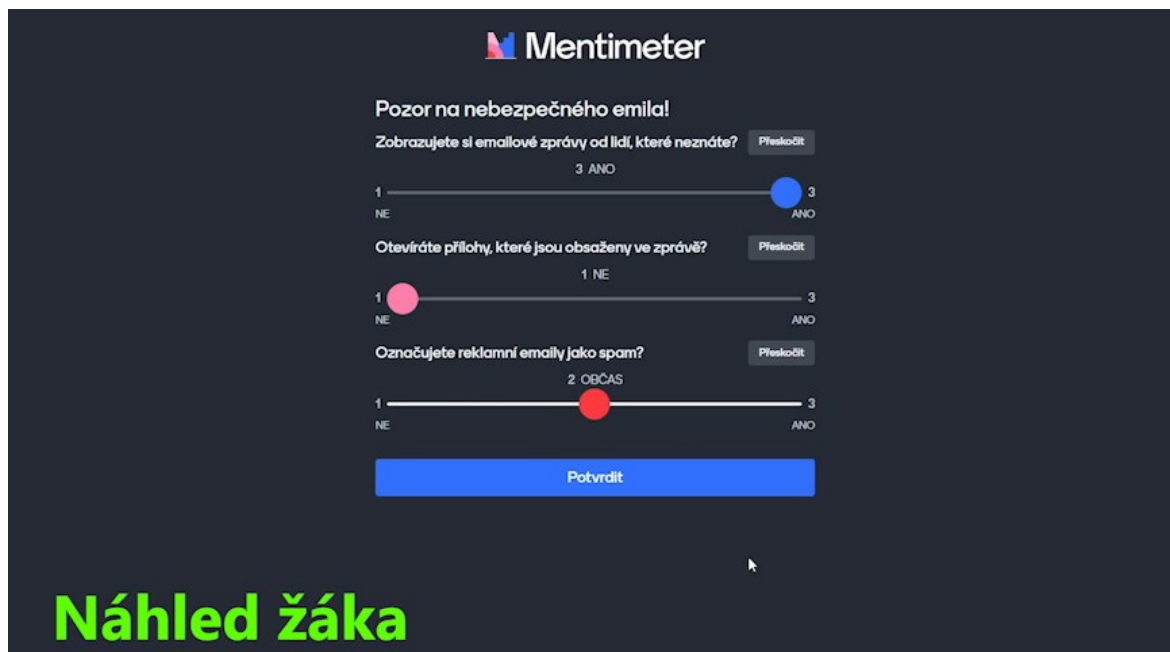 Mentimeter
Pozor na nebezpečného emila!
Zobrazujete si emailové zprávy od lidí, které neznáte? Přeskočit
3 ANO
1 3
NE ANO
Otevíráte přílohy, které jsou obsaženy ve zprávě? Přeskočit
1 NE
1 3
NE ANO
Označujete reklamní emaily jako spam? Přeskočit
2 OBČAS
1 3
NE ANO
Potvrdit
Náhled žáka